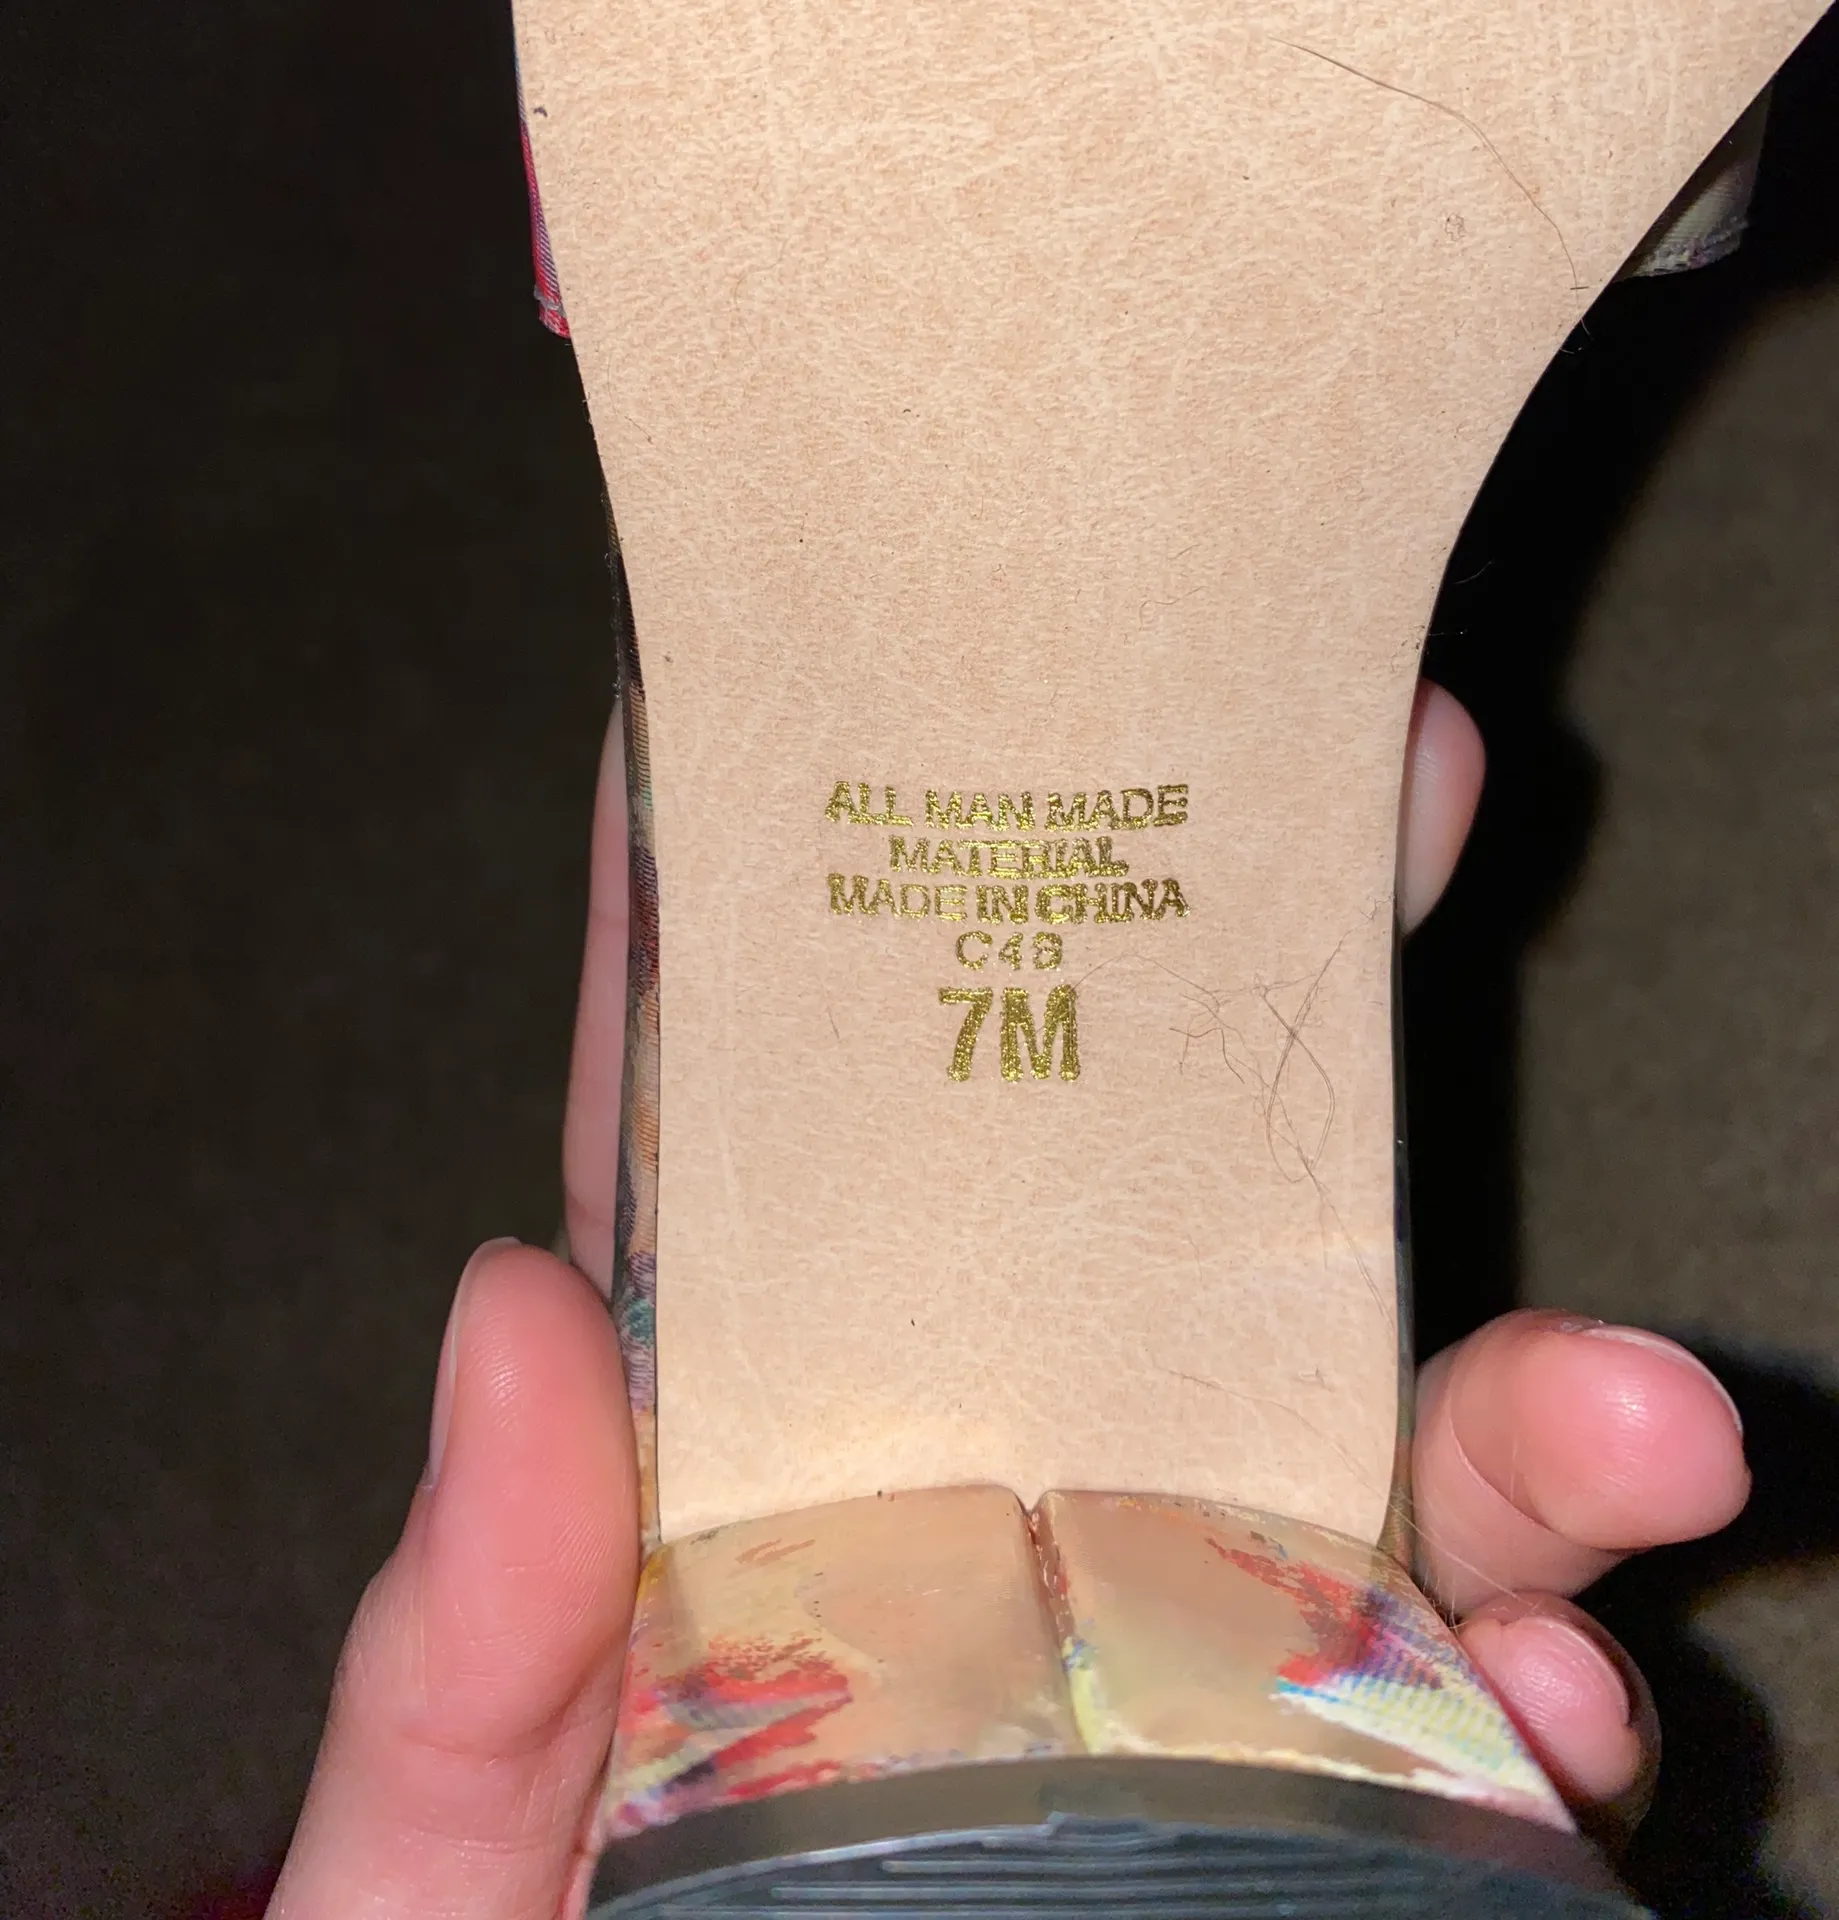 ALL MAN MADE
MATERIAL
MADE IN CHINA
C48
7M